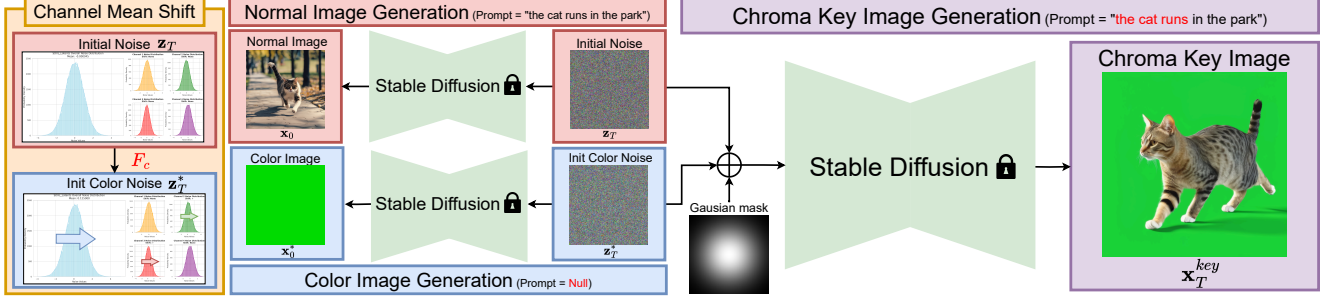 Channel Mean Shift
Initial Noise z_T
F_c
Init Color Noise z*_T
Normal Image Generation (Prompt = "the cat runs in the park")
Normal Image
x_0
Stable Diffusion
Initial Noise
z_T
Color Image
x*_0
Stable Diffusion
Init Color Noise
z*_T
Color Image Generation (Prompt = Null)
Gausian mask
Chroma Key Image Generation (Prompt = "the cat runs in the park")
Stable Diffusion
Chroma Key Image
x^key_T